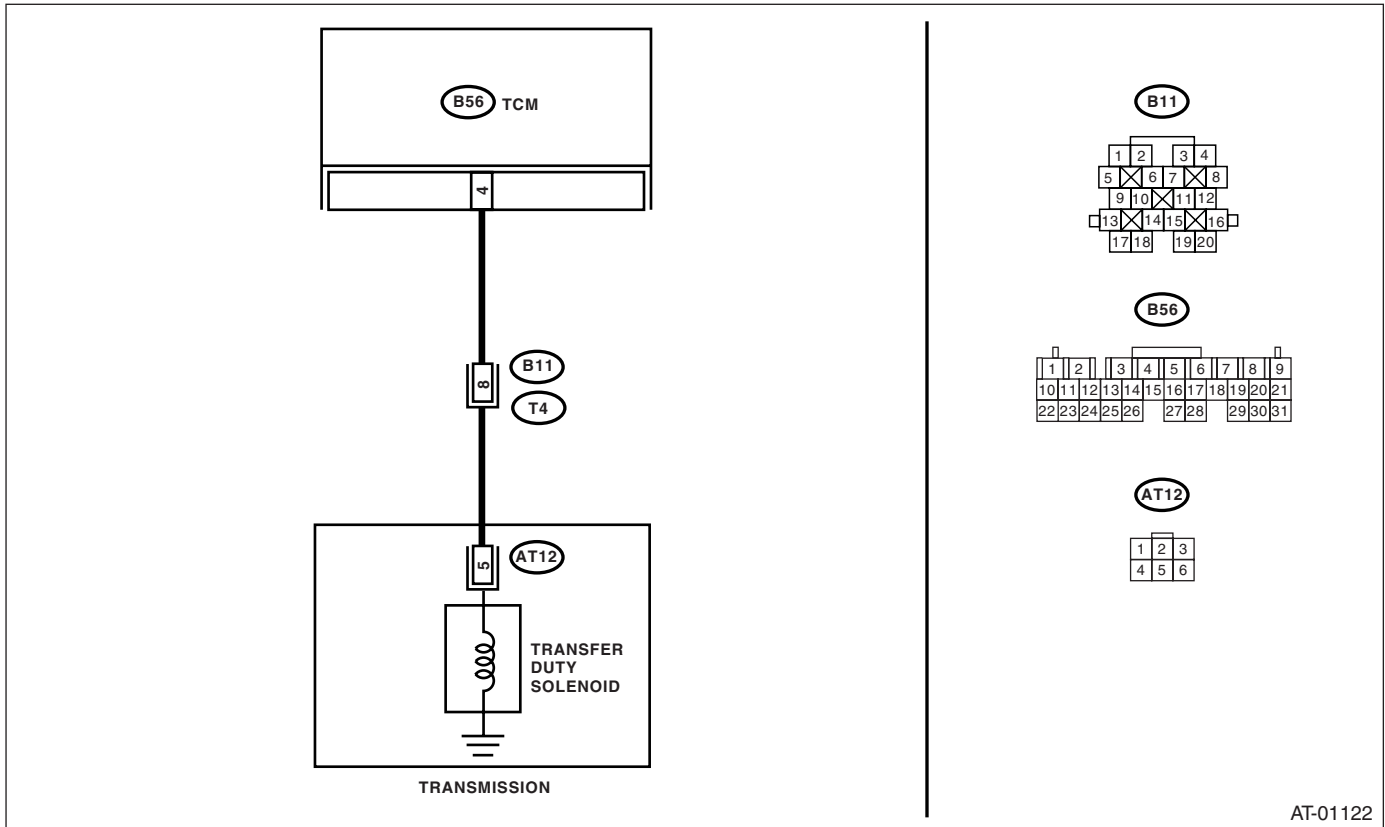 B56 TCM
4
8
B11
T4
5
AT12
TRANSFER
DUTY
SOLENOID
TRANSMISSION
B11
1 2 3 4
5 6 7 8
9 10 11 12
13 14 15 16
17 18 19 20
B56
1 2 3 4 5 6 7 8 9
10 11 12 13 14 15 16 17 18 19 20 21
22 23 24 25 26 27 28 29 30 31
AT12
1 2 3
4 5 6
AT-01122